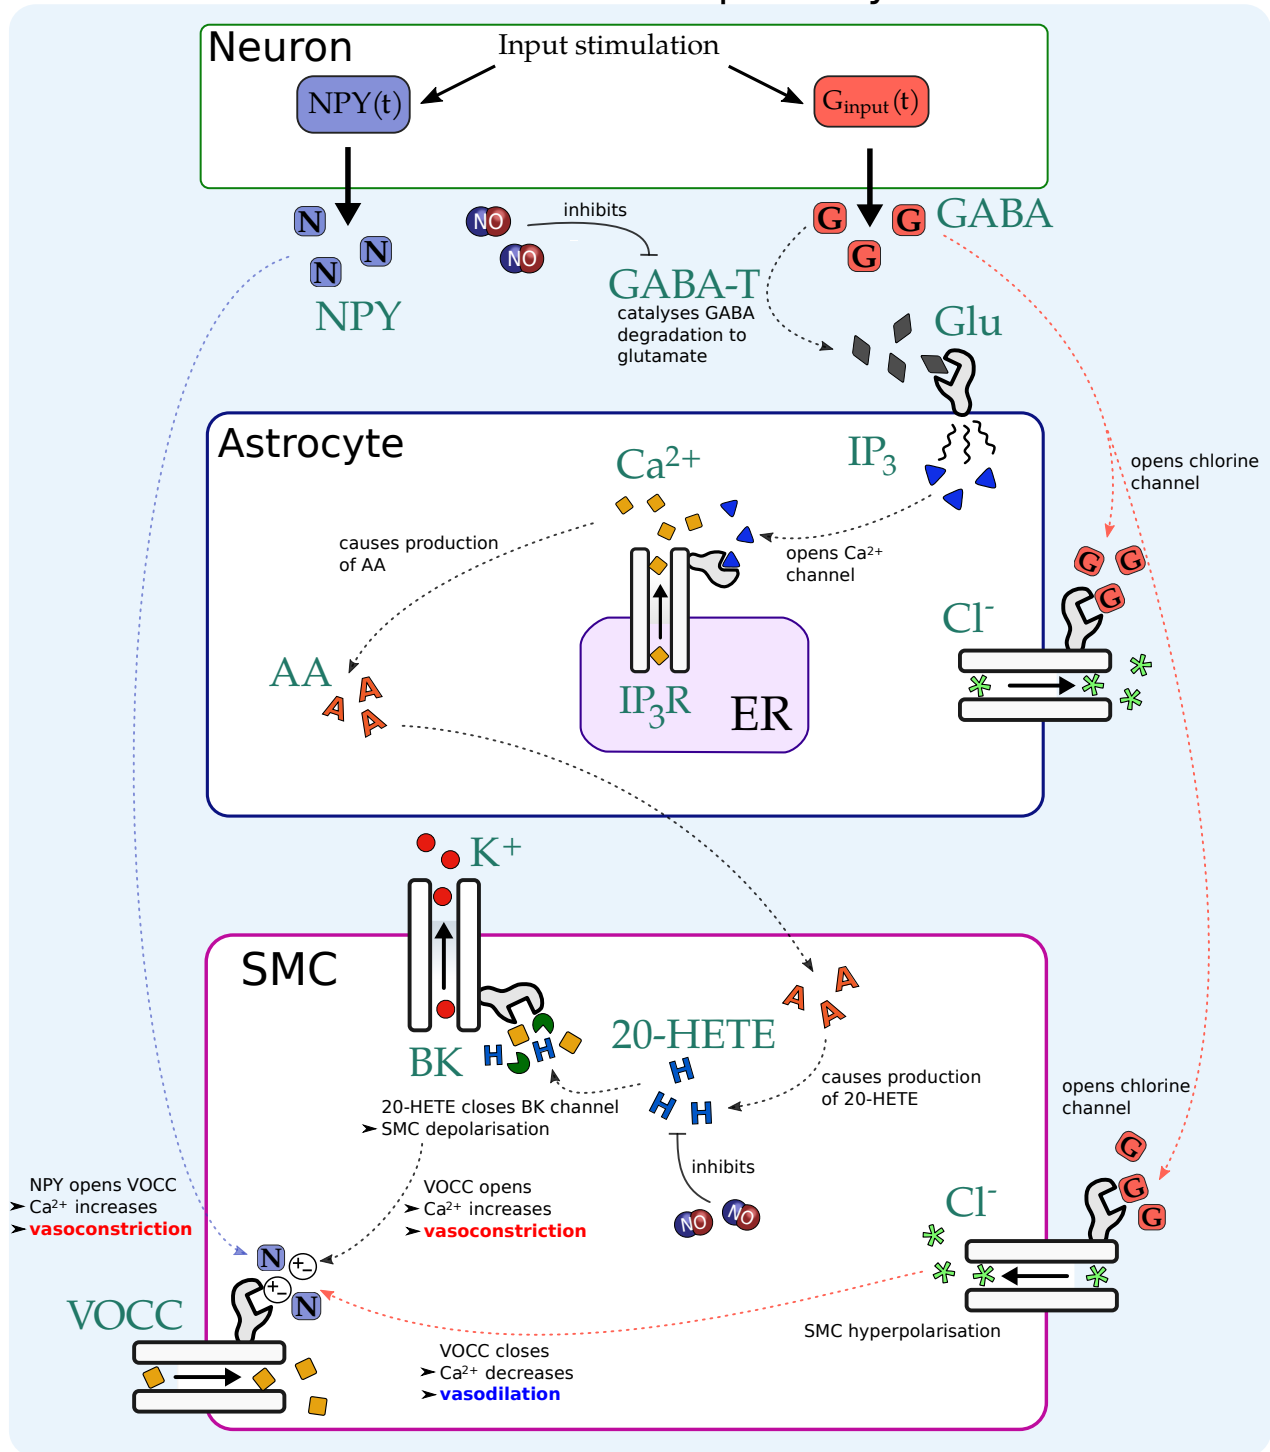 Neuron
Input stimulation
NPY(t)
Ginput(t)
N
N
N
NPY
NO
NO
inhibits
G
G
G
GABA
GABA-T
catalyses GABA
degradation to
glutamate
Glu
Astrocyte
Ca2+
IP3
opens chlorine
channel
causes production
of AA
opens Ca2+
channel
G
G
G
Cl-
AA
A
A
A
IP3R
ER
K+
SMC
A
A
A
BK
H
H
20-HETE
H
H
H
causes production
of 20-HETE
20-HETE closes BK channel
➤ SMC depolarisation
opens chlorine
channel
inhibits
NO
NO
NPY opens VOCC
➤ Ca2+ increases
➤ vasoconstriction
VOCC opens
➤ Ca2+ increases
➤ vasoconstriction
G
G
G
Cl-
N
+-
+-
N
VOCC
SMC hyperpolarisation
VOCC closes
➤ Ca2+ decreases
➤ vasodilation